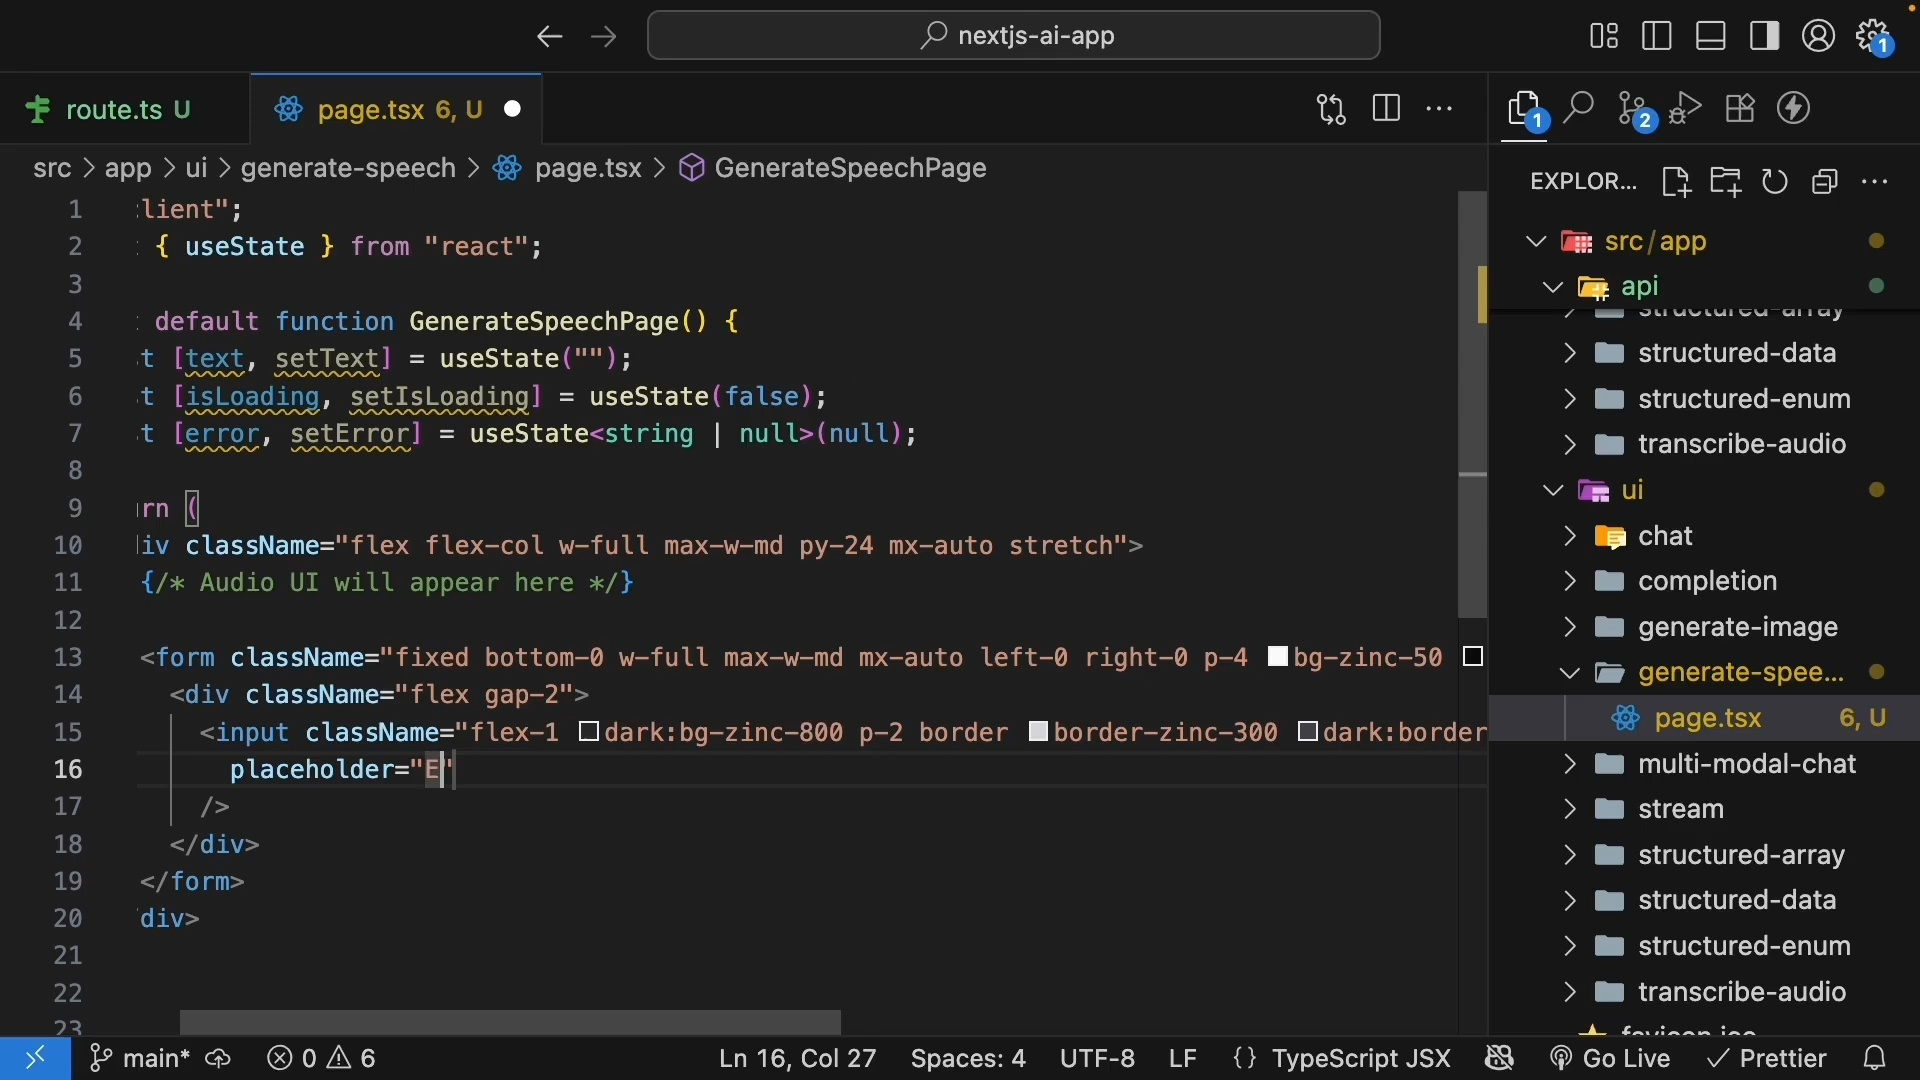 nextjs-ai-app
1
route.ts U
page.tsx 6, U
1
2
src > app > ui > generate-speech > page.tsx > GenerateSpeechPage
EXPLOR...
1 lient";
2 { useState } from "react";
3
4 default function GenerateSpeechPage() {
5 t [text, setText] = useState("");
6 t [isLoading, setIsLoading] = useState(false);
7 t [error, setError] = useState<string | null>(null);
8
9 rn (
10 iv className="flex flex-col w-full max-w-md py-24 mx-auto stretch">
11 {/* Audio UI will appear here */}
12
13 <form className="fixed bottom-0 w-full max-w-md mx-auto left-0 right-0 p-4 bg-zinc-50
14 <div className="flex gap-2">
15 <input className="flex-1 dark:bg-zinc-800 p-2 border border-zinc-300 dark:border
16 placeholder="E"
17 />
18 </div>
19 </form>
20 div>
21
22
23
src/app
api
structured-array
structured-data
structured-enum
transcribe-audio
ui
chat
completion
generate-image
generate-spee...
page.tsx 6, U
multi-modal-chat
stream
structured-array
structured-data
structured-enum
transcribe-audio
favicon.ico
main* 0 6 Ln 16, Col 27 Spaces: 4 UTF-8 LF {} TypeScript JSX Go Live Prettier